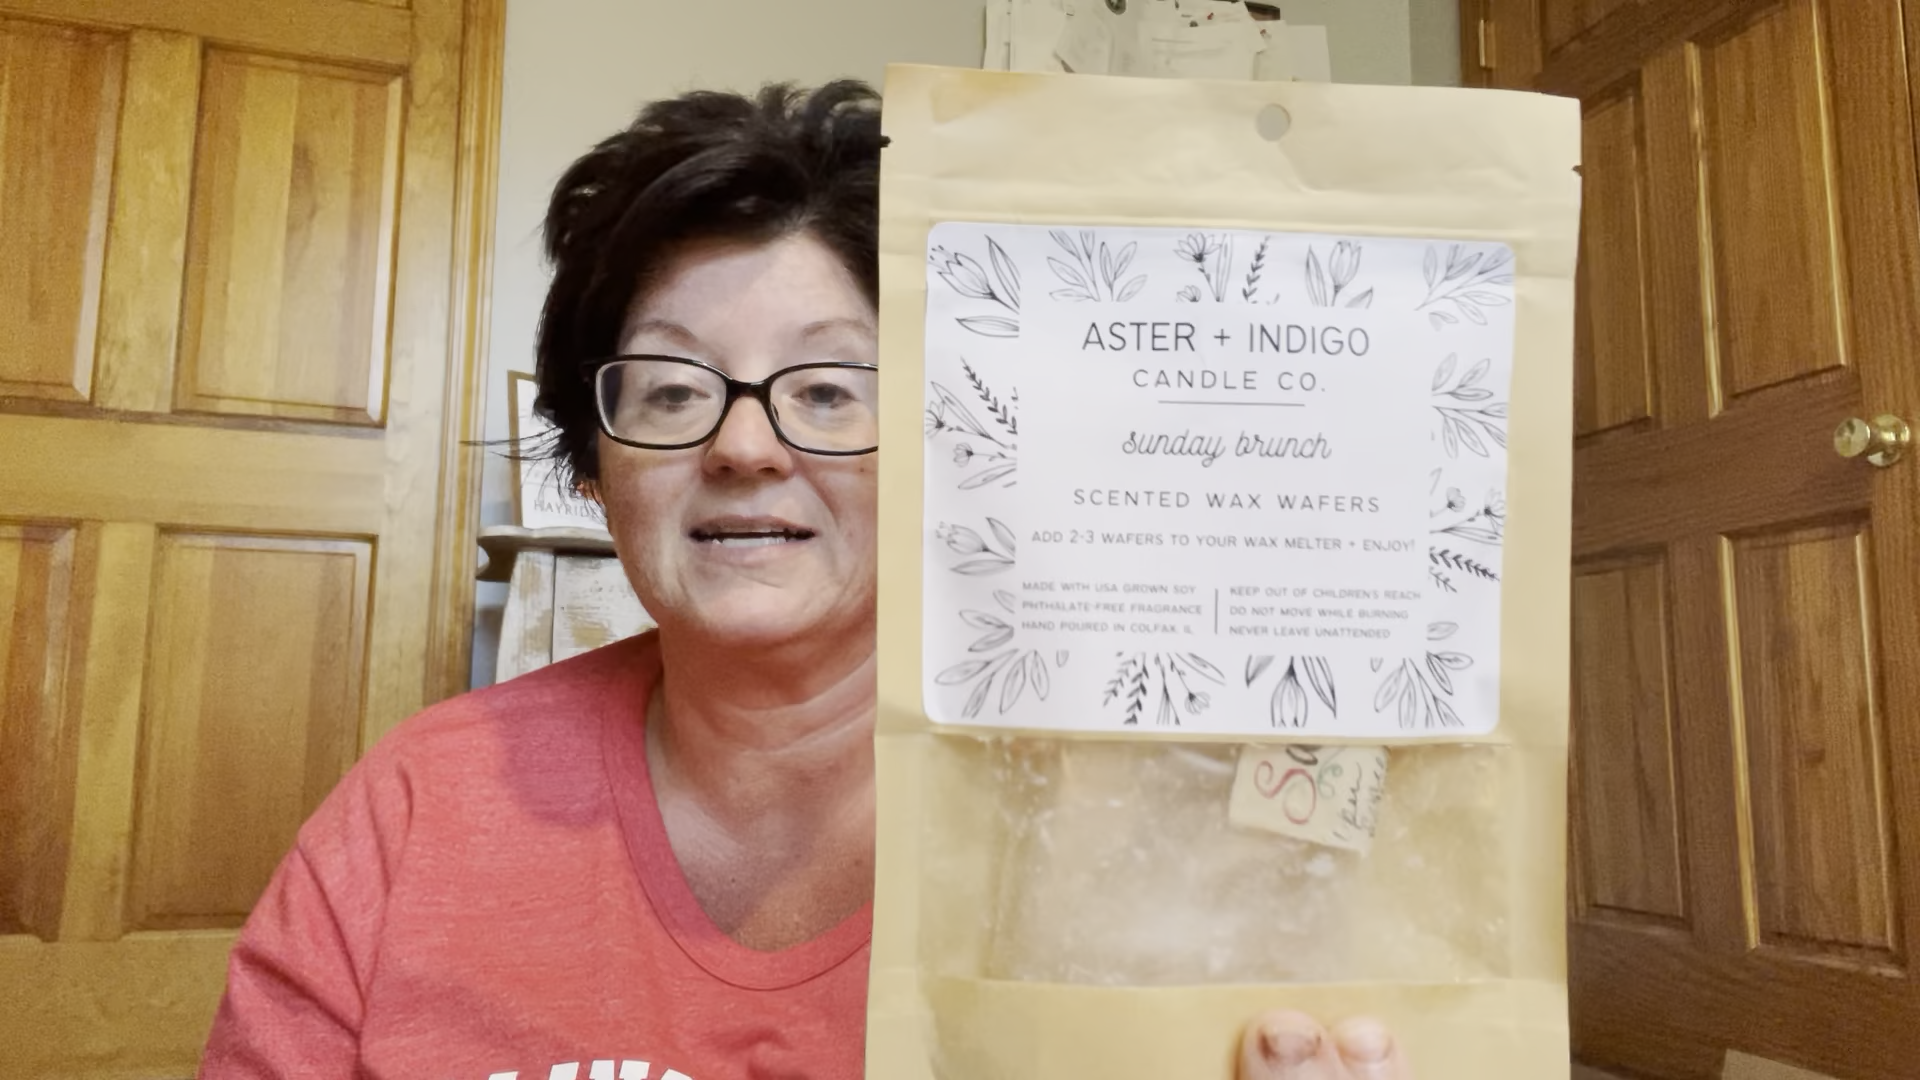 HAYRIDE
ASTER + INDIGO
CANDLE CO.
sunday brunch
SCENTED WAX WAFERS
ADD 2-3 WAFERS TO YOUR WAX MELTER + ENJOY!
MADE WITH USA GROWN SOY
PHTHALATE-FREE FRAGRANCE
HAND POURED IN COLFAX, IL
KEEP OUT OF CHILDREN'S REACH
DO NOT MOVE WHILE BURNING
NEVER LEAVE UNATTENDED
Sa